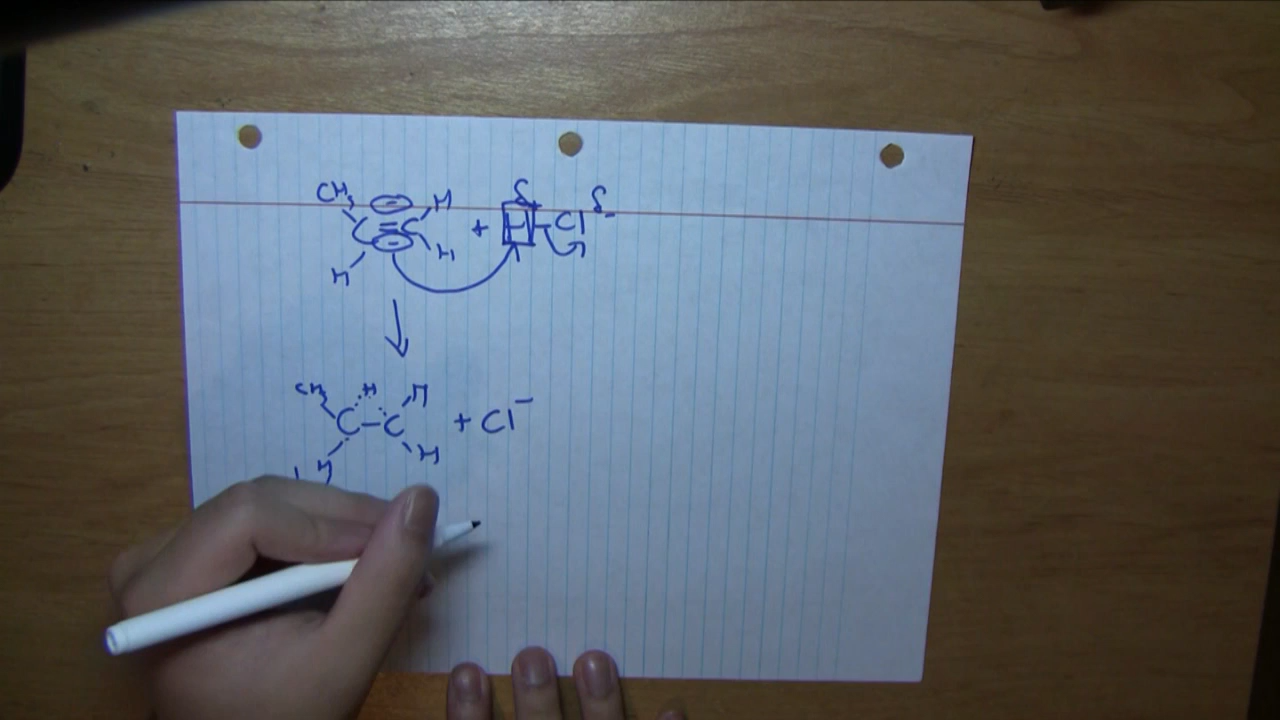 CH₃ H δ+ δ-
C=C + H-Cl
H H
CH₃ H H
C-C + Cl⁻
H H